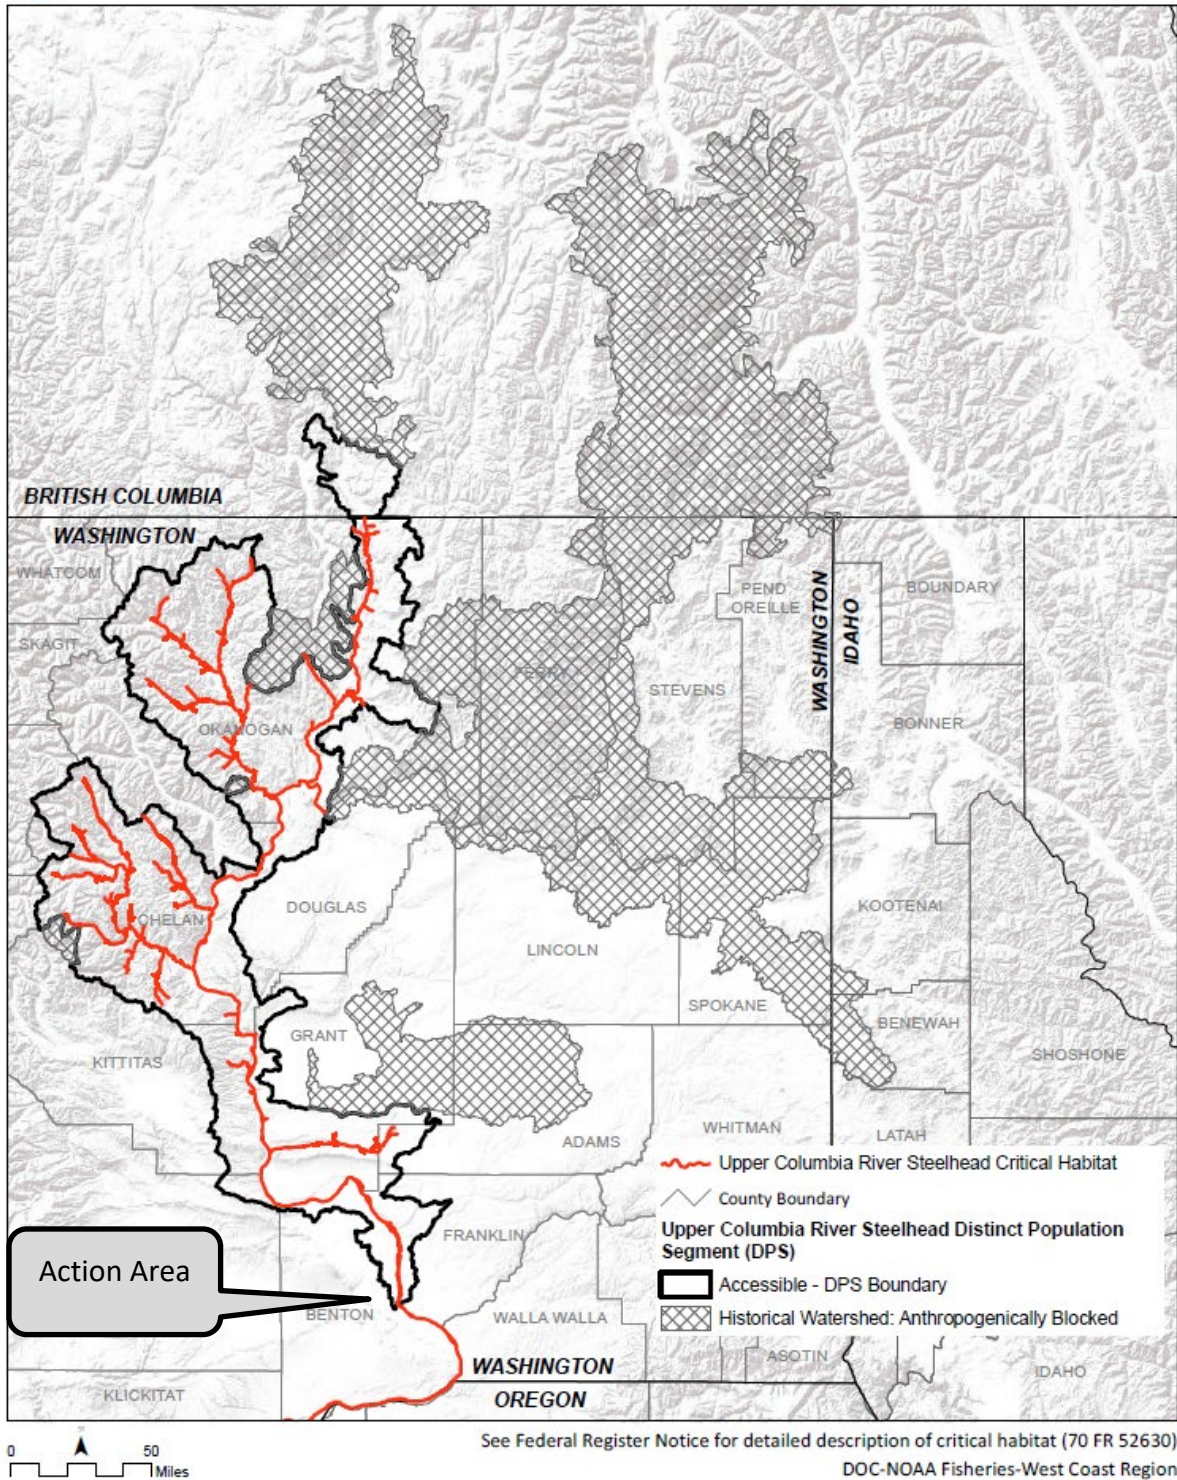 BRITISH COLUMBIA
WASHINGTON
WHATCOM
SKAGIT
OKANOGAN
FERRY
STEVENS
PEND
OREILLE
WASHINGTON
IDAHO
BOUNDARY
BONNER
CHELAN
DOUGLAS
LINCOLN
KOOTENAI
SPOKANE
BENEWAH
GRANT
KITTITAS
SHOSHONE
ADAMS
WHITMAN
LATAH
Upper Columbia River Steelhead Critical Habitat
County Boundary
Upper Columbia River Steelhead Distinct Population
Segment (DPS)
Accessible - DPS Boundary
Historical Watershed: Anthropogenically Blocked
FRANKLIN
Action Area
BENTON
WALLA WALLA
WASHINGTON
OREGON
ASOTIN
IDAHO
KLICKITAT
0 50
Miles
See Federal Register Notice for detailed description of critical habitat (70 FR 52630)
DOC-NOAA Fisheries-West Coast Region